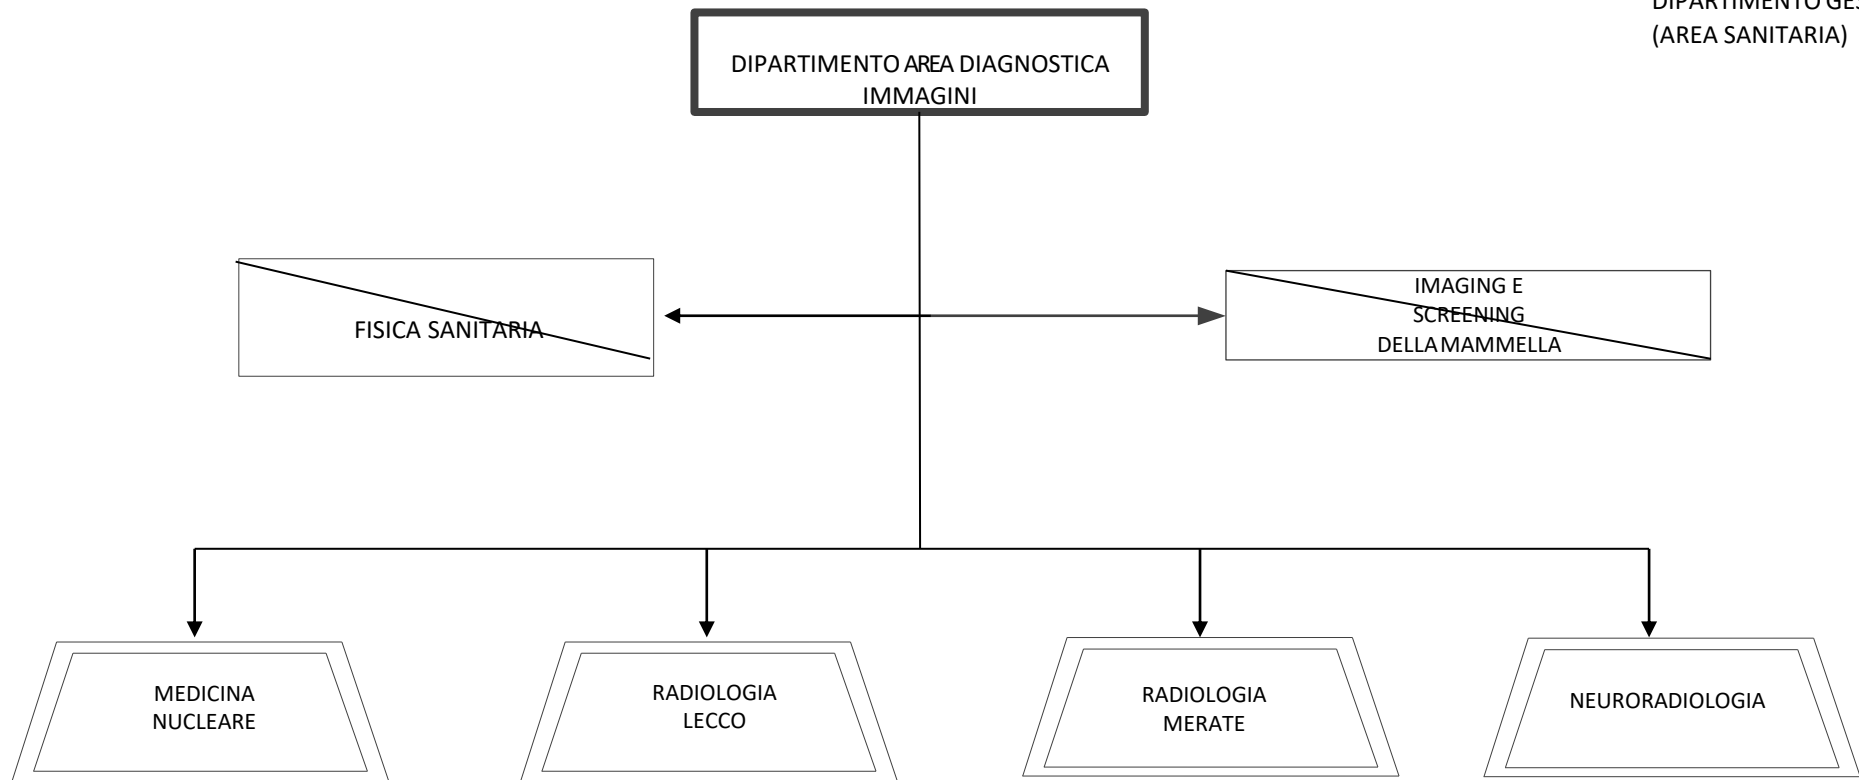 DIPARTIMENTO
(AREA SANITARIA)
DIPARTIMENTO AREA DIAGNOSTICA
IMMAGINI
FISICA SANITARIA
IMAGING E
SCREENING
DELLA MAMMELLA
MEDICINA
NUCLEARE
RADIOLOGIA
LECCO
RADIOLOGIA
MERATE
NEURORADIOLOGIA